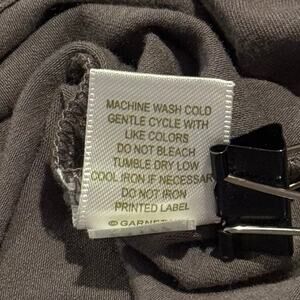 MACHINE WASH COLD
GENTLE CYCLE WITH
LIKE COLORS
DO NOT BLEACH
TUMBLE DRY LOW
COOL IRON IF NECESSAR
DO NOT IRON
PRINTED LABEL
© GARNET